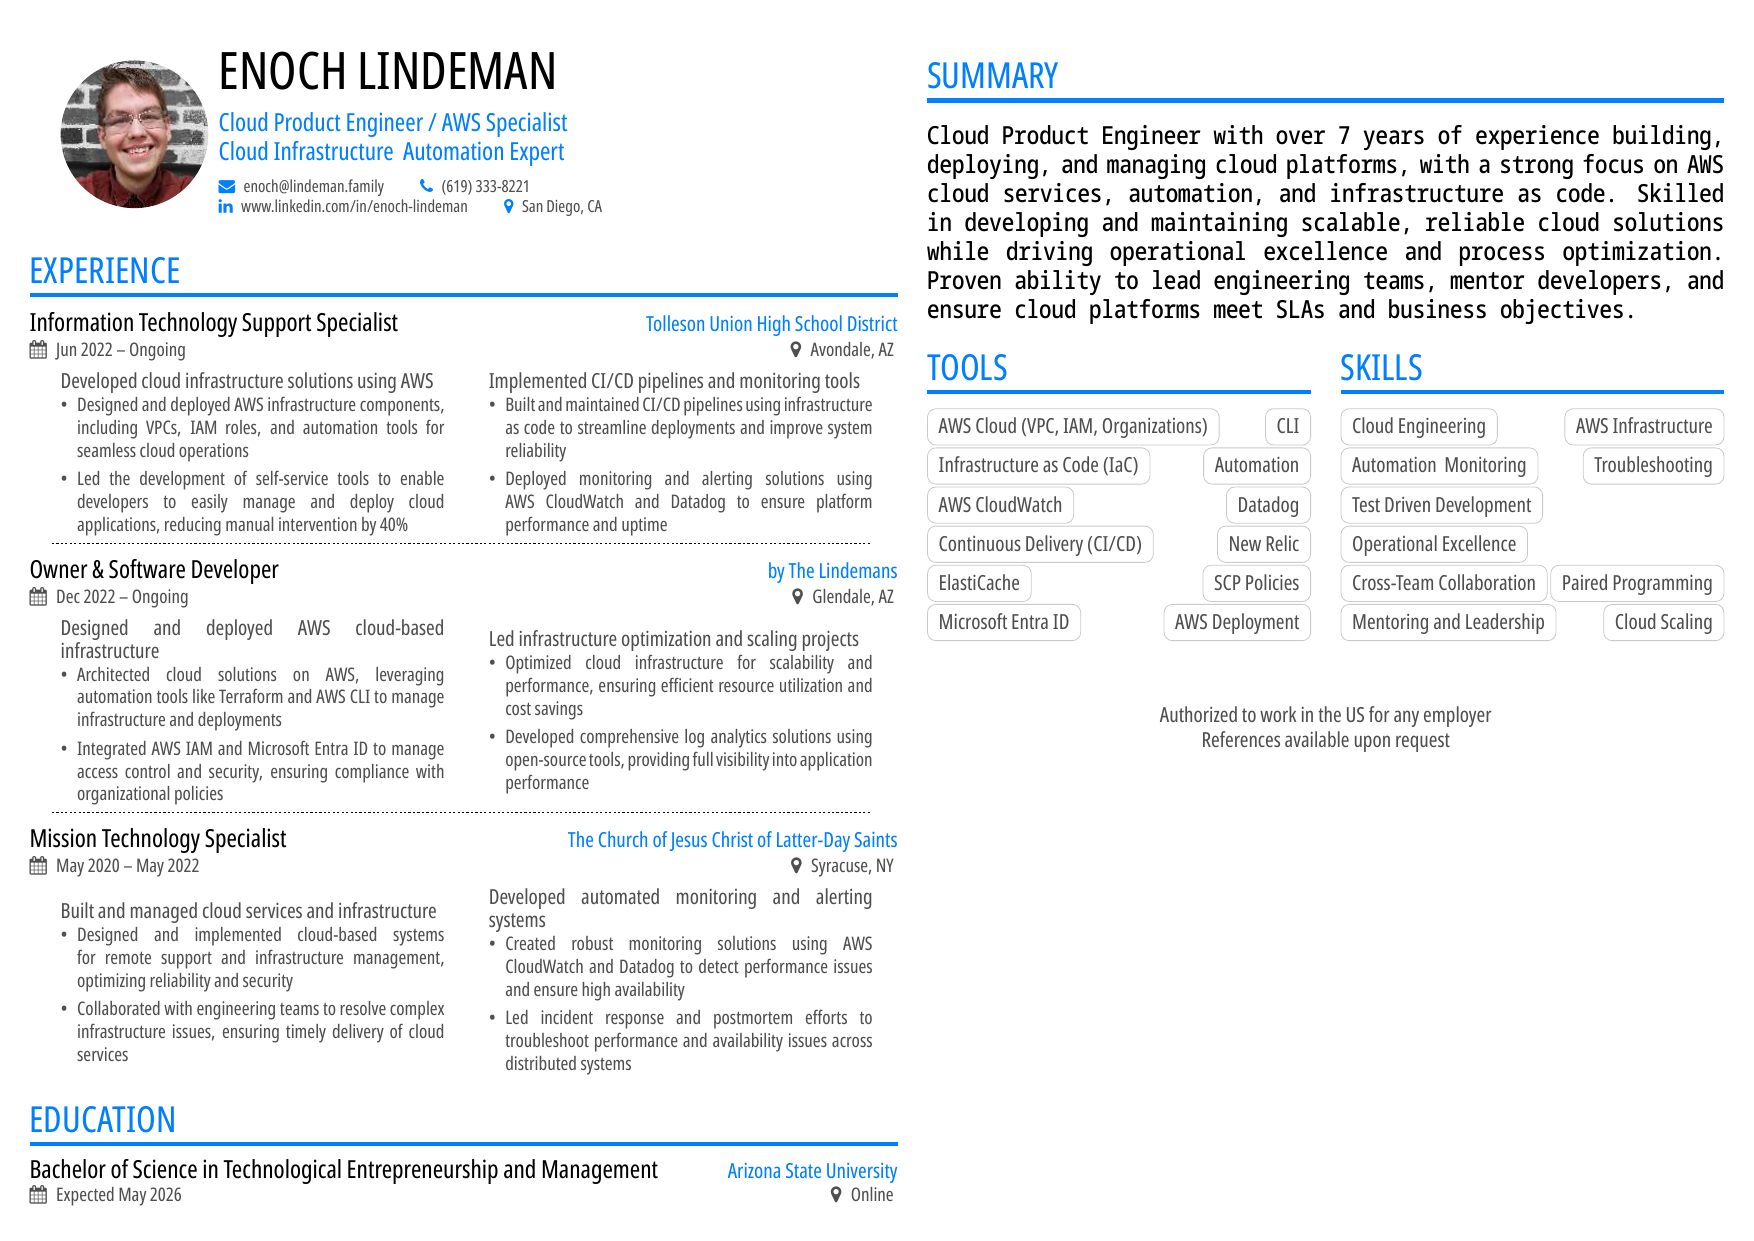 ENOCH LINDEMAN
Cloud Product Engineer / AWS Specialist
Cloud Infrastructure Automation Expert
enoch@lindeman.family (619) 333-8221
www.linkedin.com/in/enoch-lindeman San Diego, CA
EXPERIENCE
Information Technology Support Specialist Tolleson Union High School District
Jun 2022 – Ongoing Avondale, AZ
Developed cloud infrastructure solutions using AWS
• Designed and deployed AWS infrastructure components,
including VPCs, IAM roles, and automation tools for
seamless cloud operations
• Led the development of self-service tools to enable
developers to easily manage and deploy cloud
applications, reducing manual intervention by 40%
Implemented CI/CD pipelines and monitoring tools
• Built and maintained CI/CD pipelines using infrastructure
as code to streamline deployments and improve system
reliability
• Deployed monitoring and alerting solutions using
AWS CloudWatch and Datadog to ensure platform
performance and uptime
Owner & Software Developer by The Lindemans
Dec 2022 – Ongoing Glendale, AZ
Designed and deployed AWS cloud-based
infrastructure
• Architected cloud solutions on AWS, leveraging
automation tools like Terraform and AWS CLI to manage
infrastructure and deployments
• Integrated AWS IAM and Microsoft Entra ID to manage
access control and security, ensuring compliance with
organizational policies
Led infrastructure optimization and scaling projects
• Optimized cloud infrastructure for scalability and
performance, ensuring efficient resource utilization and
cost savings
• Developed comprehensive log analytics solutions using
open-source tools, providing full visibility into application
performance
Mission Technology Specialist The Church of Jesus Christ of Latter-Day Saints
May 2020 – May 2022 Syracuse, NY
Built and managed cloud services and infrastructure
• Designed and implemented cloud-based systems
for remote support and infrastructure management,
optimizing reliability and security
• Collaborated with engineering teams to resolve complex
infrastructure issues, ensuring timely delivery of cloud
services
Developed automated monitoring and alerting
systems
• Created robust monitoring solutions using AWS
CloudWatch and Datadog to detect performance issues
and ensure high availability
• Led incident response and postmortem efforts to
troubleshoot performance and availability issues across
distributed systems
EDUCATION
Bachelor of Science in Technological Entrepreneurship and Management Arizona State University
Expected May 2026 Online
SUMMARY
Cloud Product Engineer with over 7 years of experience building,
deploying, and managing cloud platforms, with a strong focus on AWS
cloud services, automation, and infrastructure as code. Skilled
in developing and maintaining scalable, reliable cloud solutions
while driving operational excellence and process optimization.
Proven ability to lead engineering teams, mentor developers, and
ensure cloud platforms meet SLAs and business objectives.
TOOLS
AWS Cloud (VPC, IAM, Organizations) CLI
Infrastructure as Code (IaC) Automation
AWS CloudWatch Datadog
Continuous Delivery (CI/CD) New Relic
ElastiCache SCP Policies
Microsoft Entra ID AWS Deployment
SKILLS
Cloud Engineering AWS Infrastructure
Automation Monitoring Troubleshooting
Test Driven Development
Operational Excellence
Cross-Team Collaboration Paired Programming
Mentoring and Leadership Cloud Scaling
Authorized to work in the US for any employer
References available upon request